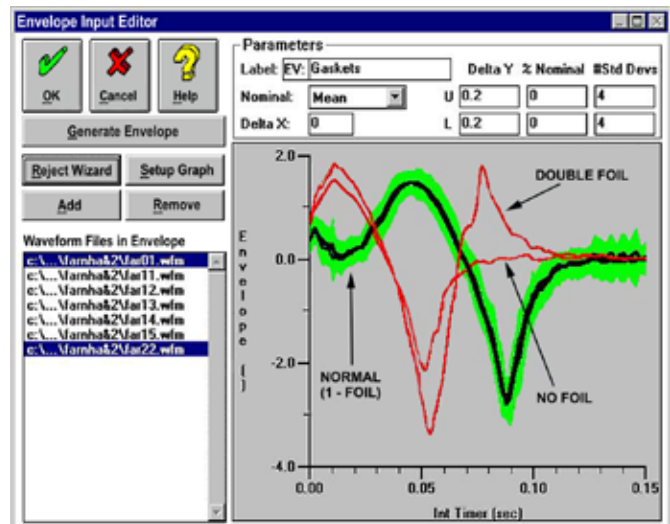 Envelope Input Editor
OK
Cancel
Help
Generate Envelope
Reject Wizard
Setup Graph
Add
Remove
Waveform Files in Envelope
c:\...\farnha&2\far01.wfm
c:\...\farnha&2\far11.wfm
c:\...\farnha&2\far12.wfm
c:\...\farnha&2\far13.wfm
c:\...\farnha&2\far14.wfm
c:\...\farnha&2\far15.wfm
c:\...\farnha&2\far22.wfm
Parameters
Label: EV: Gaskets
Delta Y % Nominal #Std Devs
Nominal: Mean
U 0.2 0 4
Delta X: 0
L 0.2 0 4
Envelope ()
2.0
0.0
-2.0
-4.0
DOUBLE FOIL
NORMAL
(1 - FOIL)
NO FOIL
0.00 0.05 0.10 0.15
Int Timer (sec)